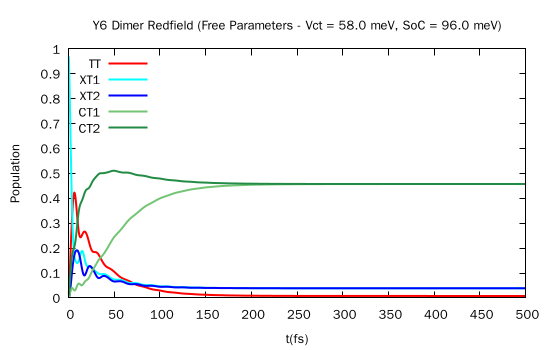 Y6 Dimer Redfield (Free Parameters - Vct = 58.0 meV, SoC = 96.0 meV)
1
0.9
0.8
0.7
0.6
0.5
0.4
0.3
0.2
0.1
0
Population
TT
XT1
XT2
CT1
CT2
0 50 100 150 200 250 300 350 400 450 500
t(fs)